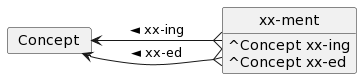 xx-ment
◄ xx-ing
Concept
^Concept xx-ing
◄ xx-ed
^Concept xx-ed